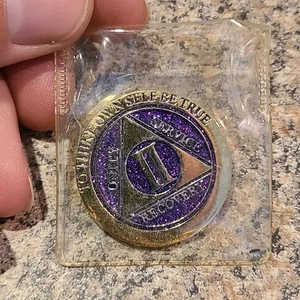 TO THINE OWN SELF BE TRUE
UNITY
SERVICE
II
RECOVERY